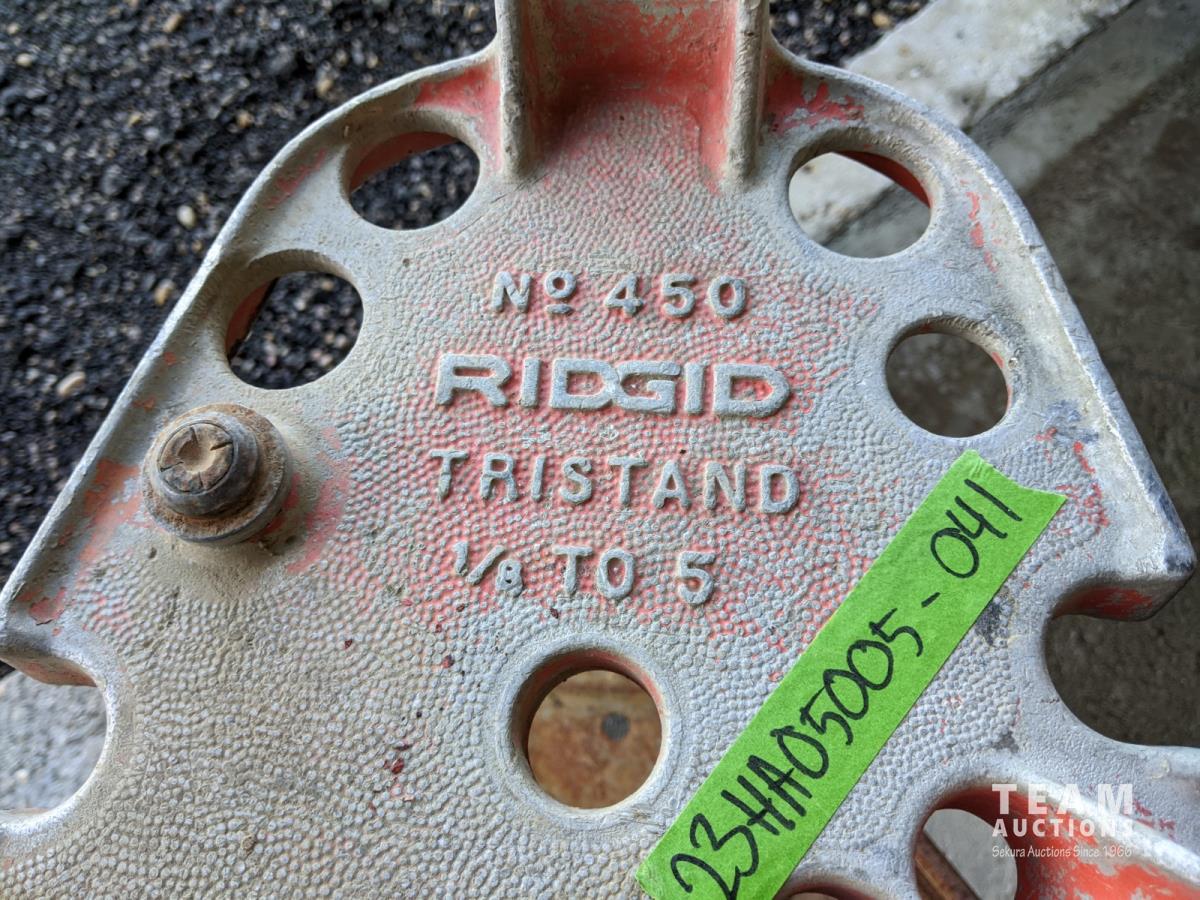 Nº 450
RIDGID
TRISTAND
1/8 TO 5
23HA05005-041
TEAM
AUCTIONS
Sekura Auctions Since 1966